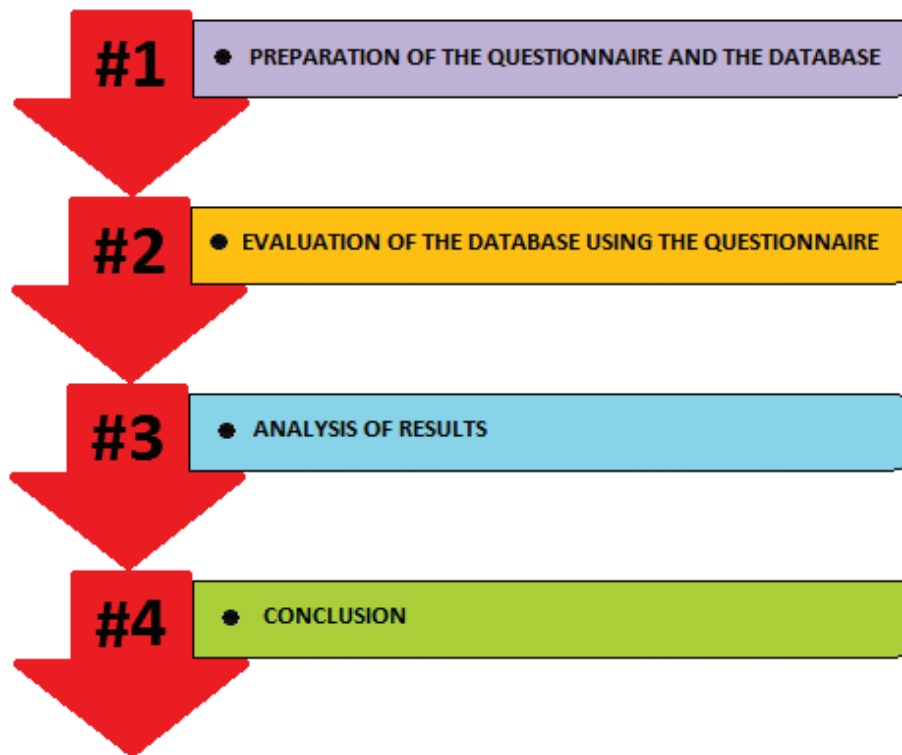 #1
● PREPARATION OF THE QUESTIONNAIRE AND THE DATABASE
#2
● EVALUATION OF THE DATABASE USING THE QUESTIONNAIRE
#3
● ANALYSIS OF RESULTS
#4
● CONCLUSION